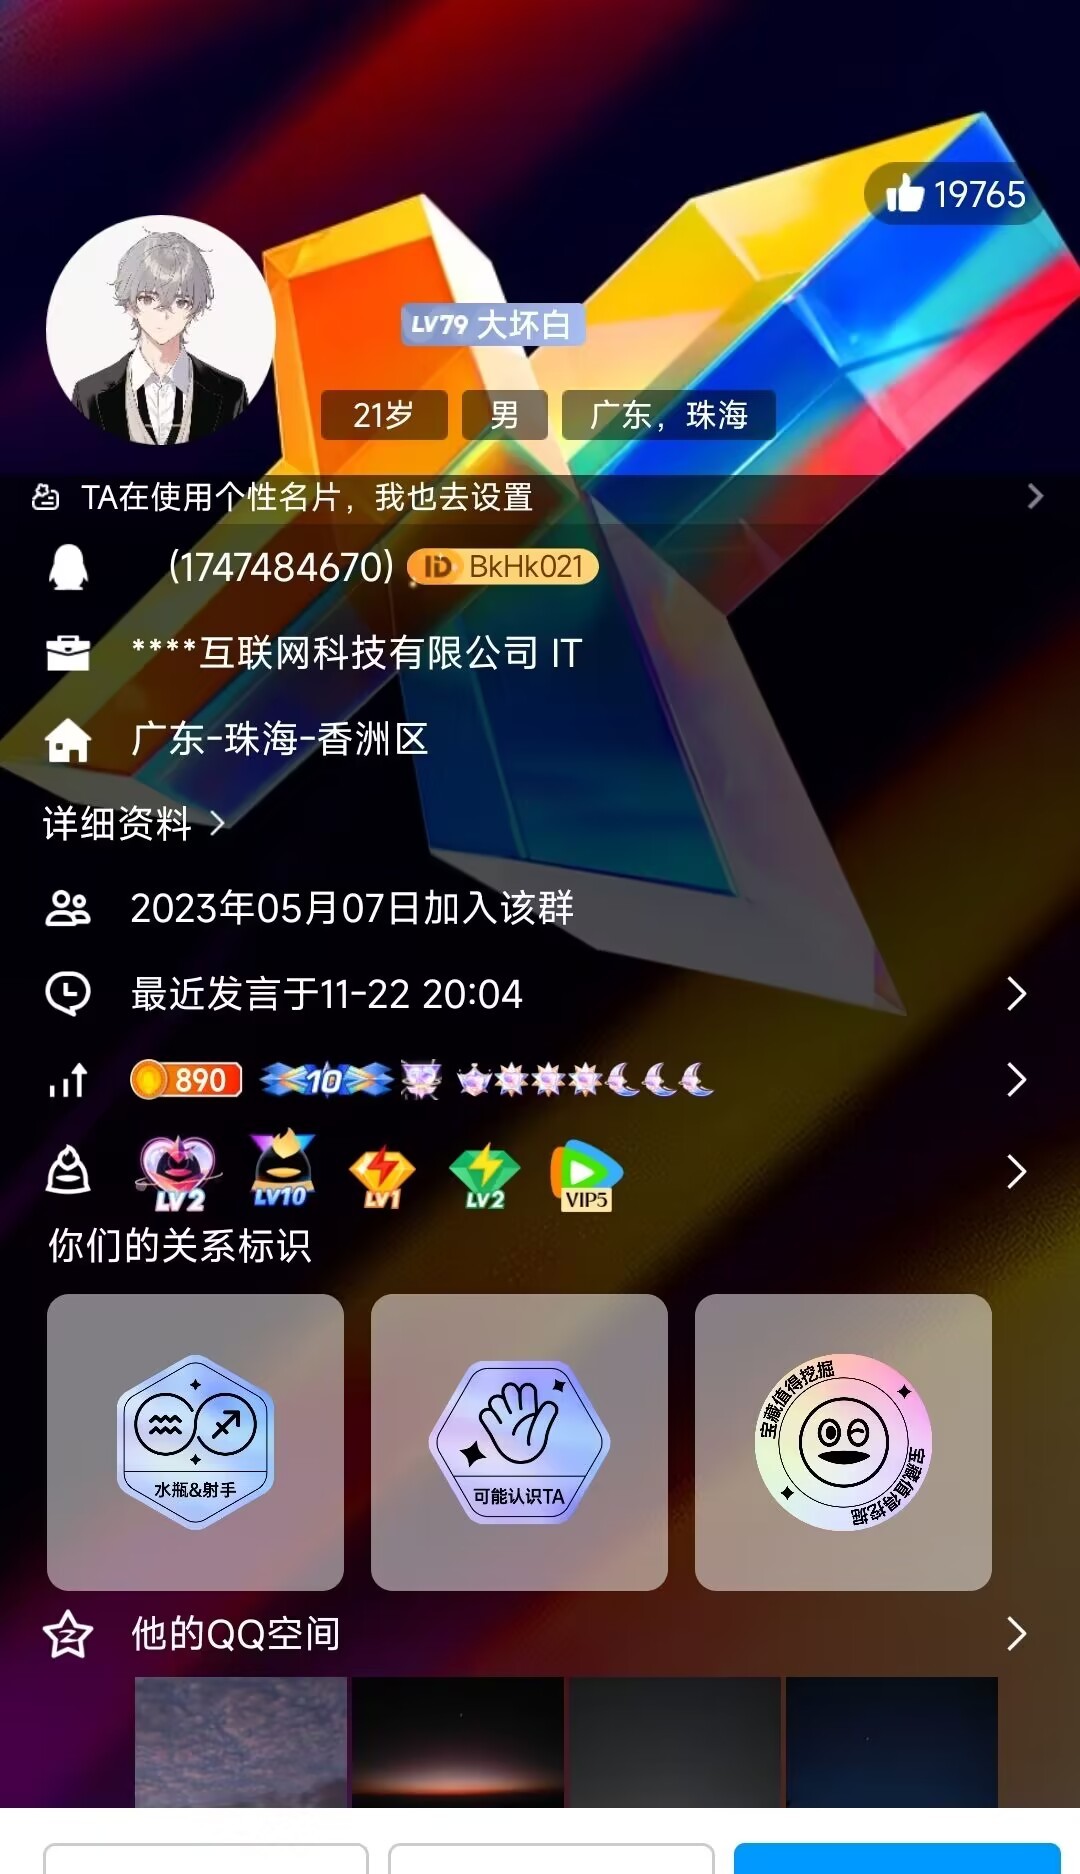 19765
LV79 大坏白
21岁 男 广东，珠海
TA在使用个性名片，我也去设置
(1747484670) ID BkHk021
****互联网科技有限公司 IT
广东-珠海-香洲区
详细资料
2023年05月07日加入该群
最近发言于11-22 20:04
890 10
LV2 LV10 LV1 LV2 VIP5
你们的关系标识
水瓶&射手
可能认识TA
宝藏值得挖掘
宝藏值得挖掘
他的QQ空间